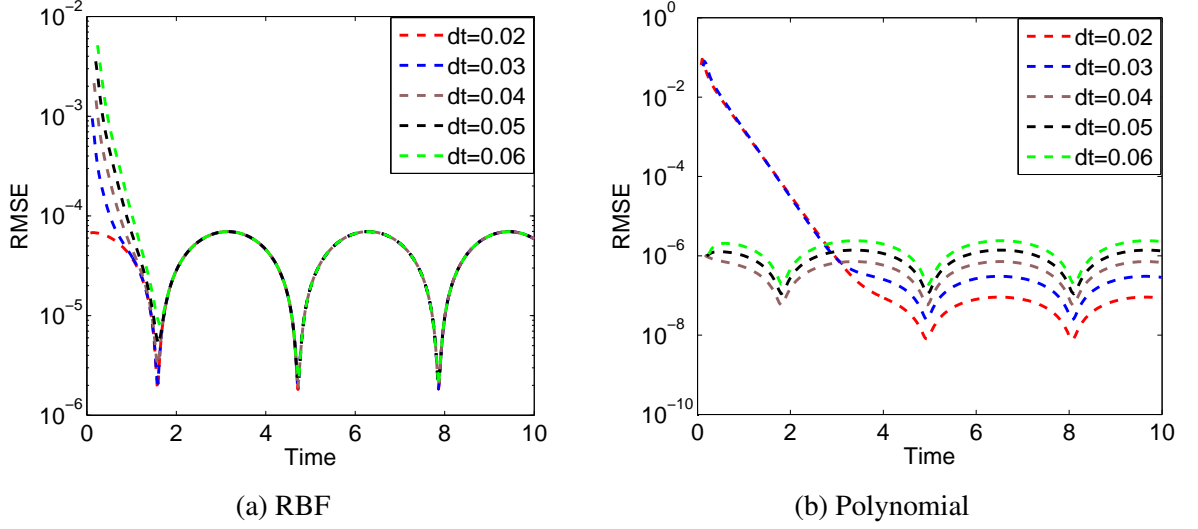 10^−2
10^−3
10^−4
10^−5
10^−6
RMSE
0 2 4 6 8 10
Time
dt=0.02
dt=0.03
dt=0.04
dt=0.05
dt=0.06
(a) RBF
10^0
10^−2
10^−4
10^−6
10^−8
10^−10
RMSE
0 2 4 6 8 10
Time
dt=0.02
dt=0.03
dt=0.04
dt=0.05
dt=0.06
(b) Polynomial